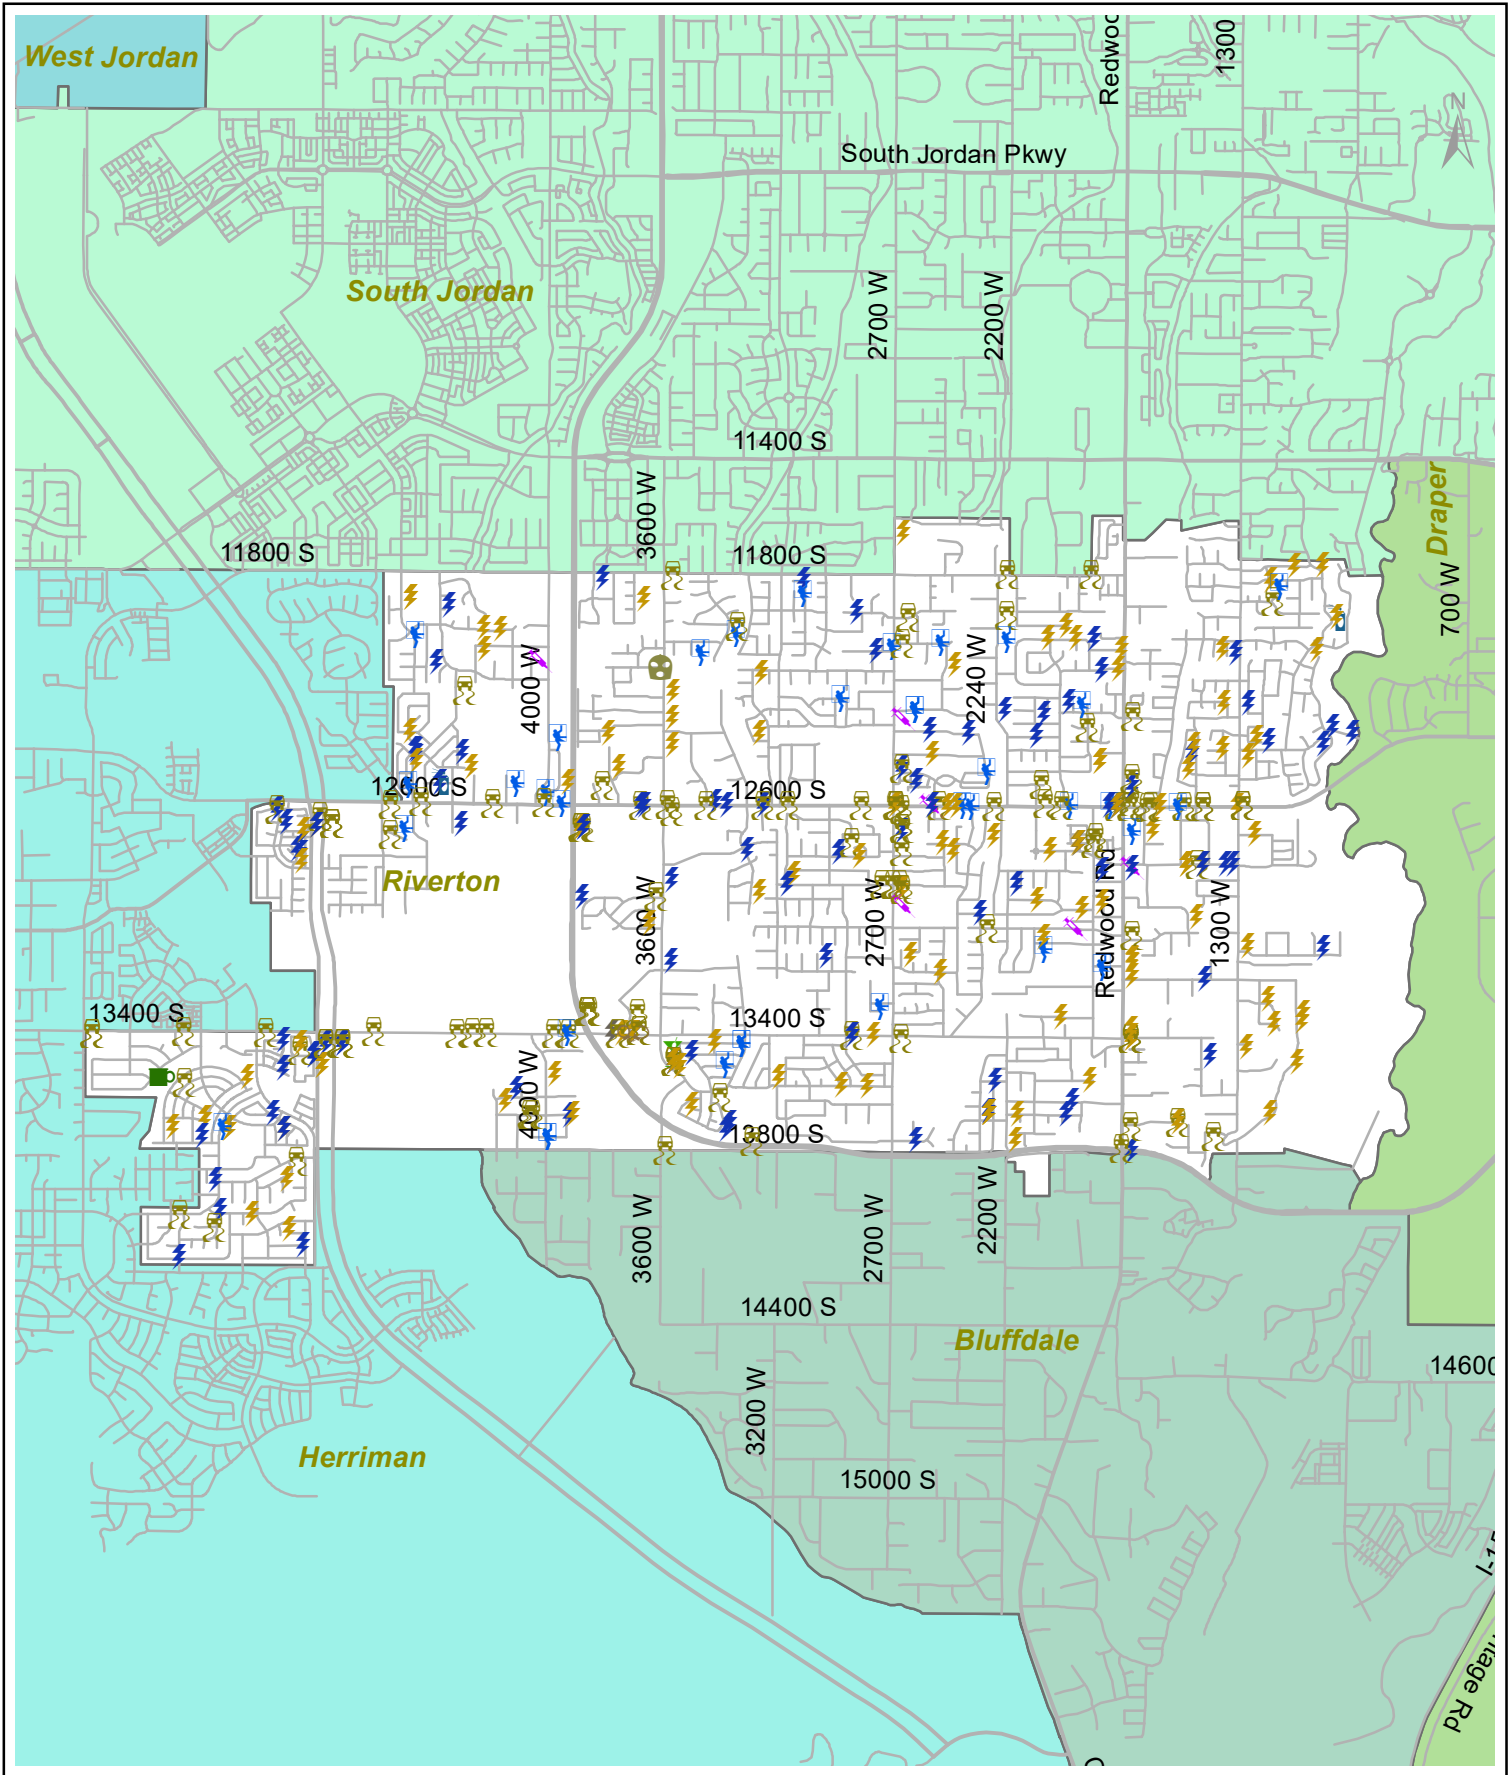 Redwoo
1300
West Jordan
N
South Jordan Pkwy
South Jordan
2700 W
2200 W
11400 S
3600 W
Draper
11800 S
11800 S
700 W
4000 W
2240 W
12600 S
12600 S
Riverton
3600 W
2700 W
Redwood Rd
1300 W
13400 S
13400 S
4000 W
13800 S
3600 W
2700 W
2200 W
14400 S
Bluffdale
14600
3200 W
Herriman
15000 S
I-15
ntage Rd